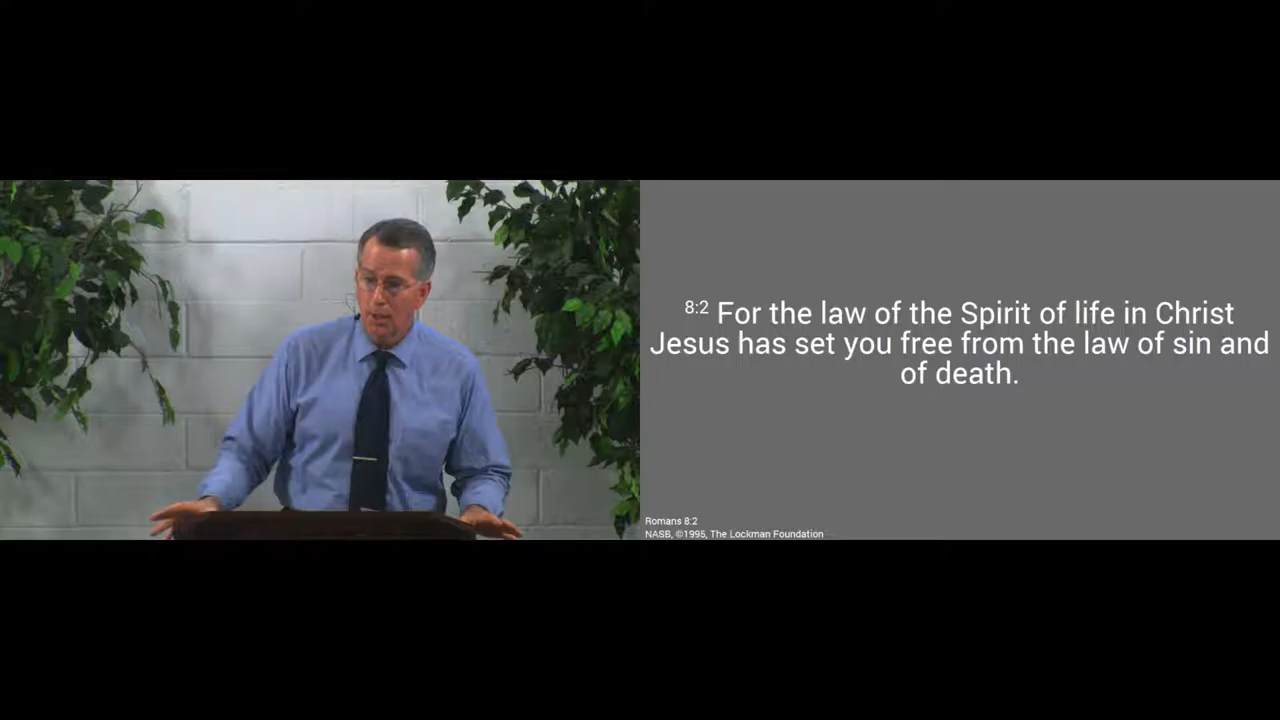 8:2 For the law of the Spirit of life in Christ
Jesus has set you free from the law of sin and
of death.
Romans 8:2
NASB, ©1995, The Lockman Foundation